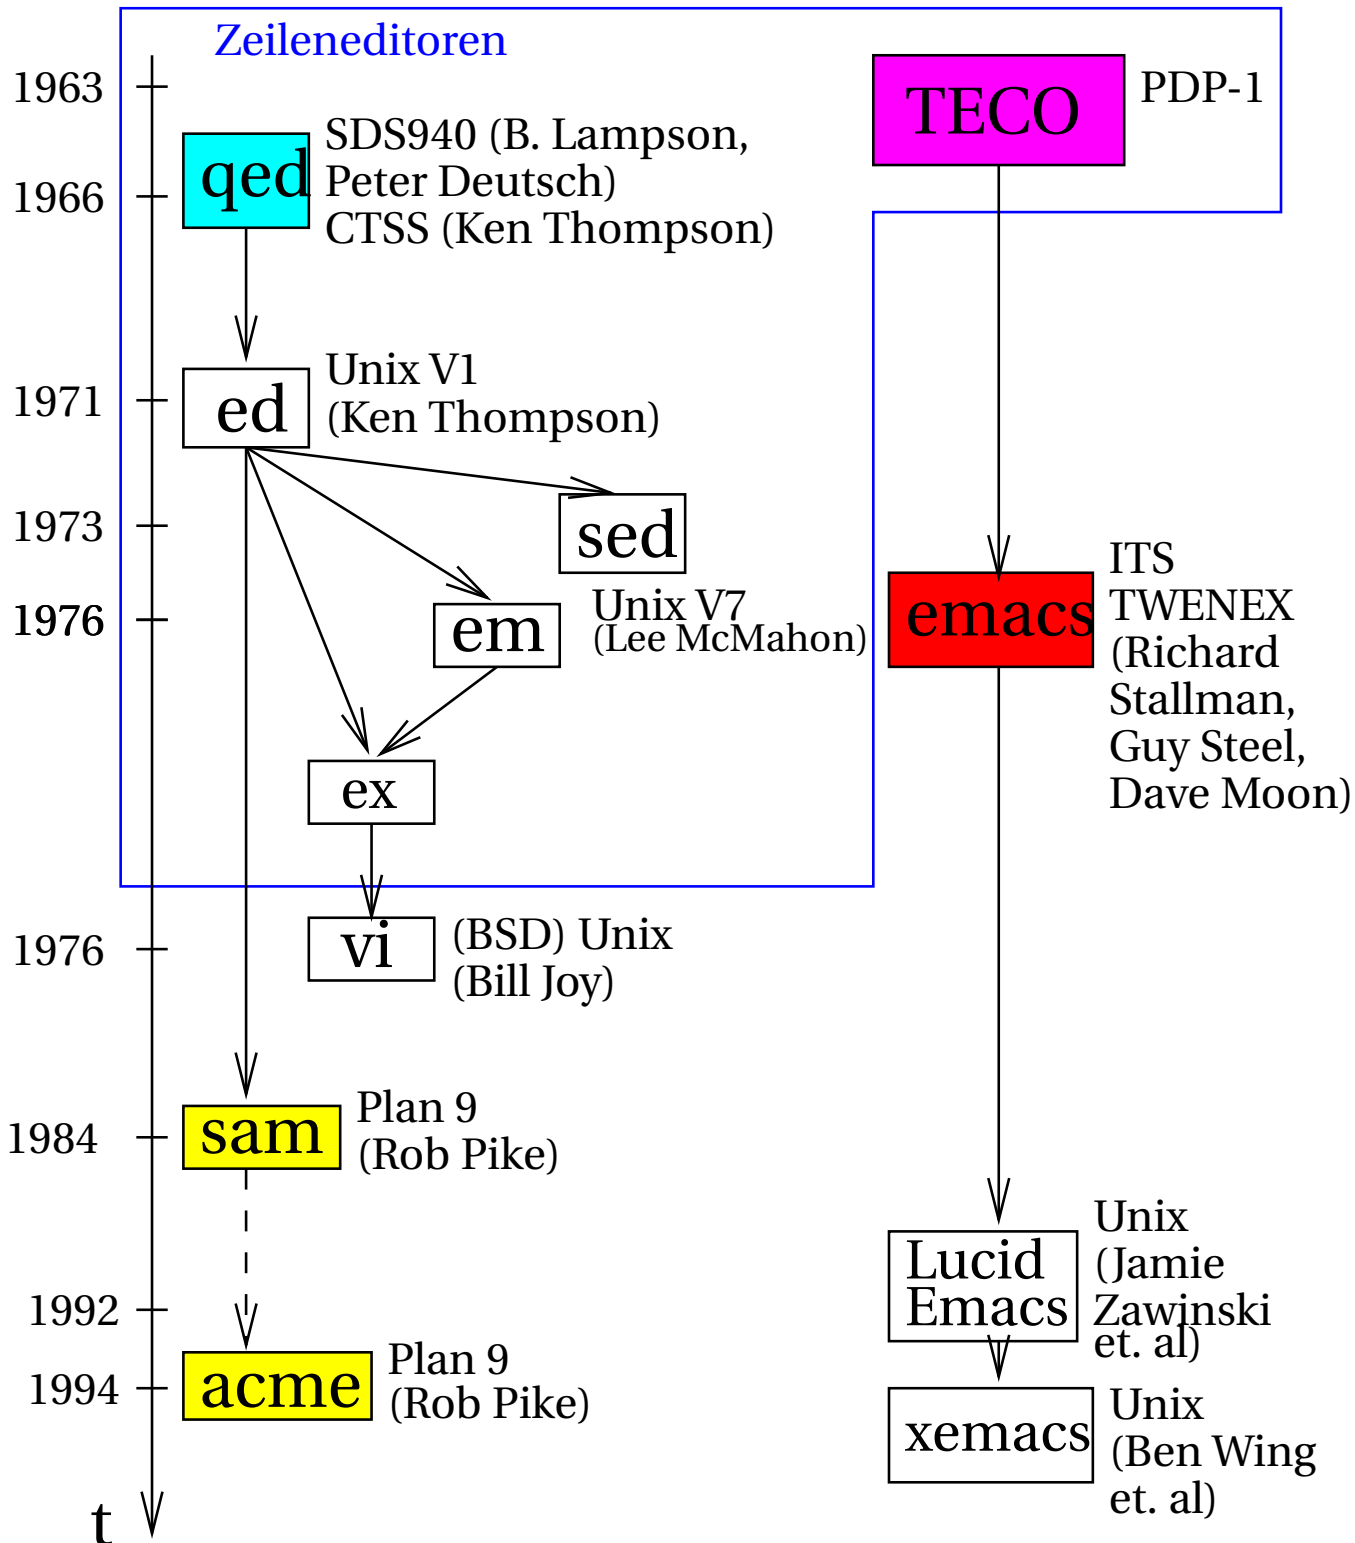 Zeileneditoren
1963
TECO
PDP-1
qed
SDS940 (B. Lampson,
Peter Deutsch)
CTSS (Ken Thompson)
1966
ed
Unix V1
(Ken Thompson)
1971
sed
1973
em
Unix V7
(Lee McMahon)
1976
emacs
ITS
TWENEX
(Richard
Stallman,
Guy Steel,
Dave Moon)
ex
vi
(BSD) Unix
(Bill Joy)
1976
sam
Plan 9
(Rob Pike)
1984
Lucid
Emacs
Unix
(Jamie
Zawinski
et. al)
1992
acme
Plan 9
(Rob Pike)
1994
xemacs
Unix
(Ben Wing
et. al)
t